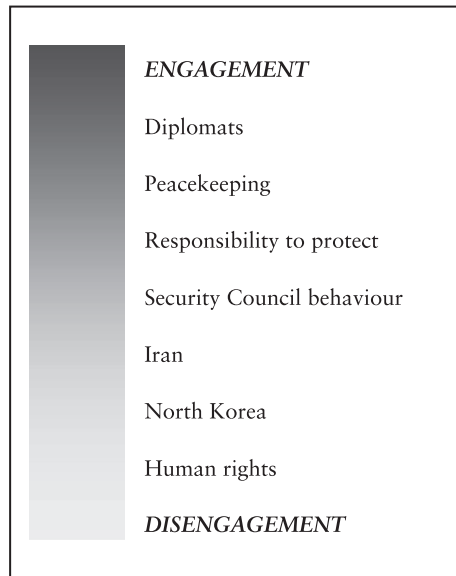 ENGAGEMENT
Diplomats
Peacekeeping
Responsibility to protect
Security Council behaviour
Iran
North Korea
Human rights
DISENGAGEMENT